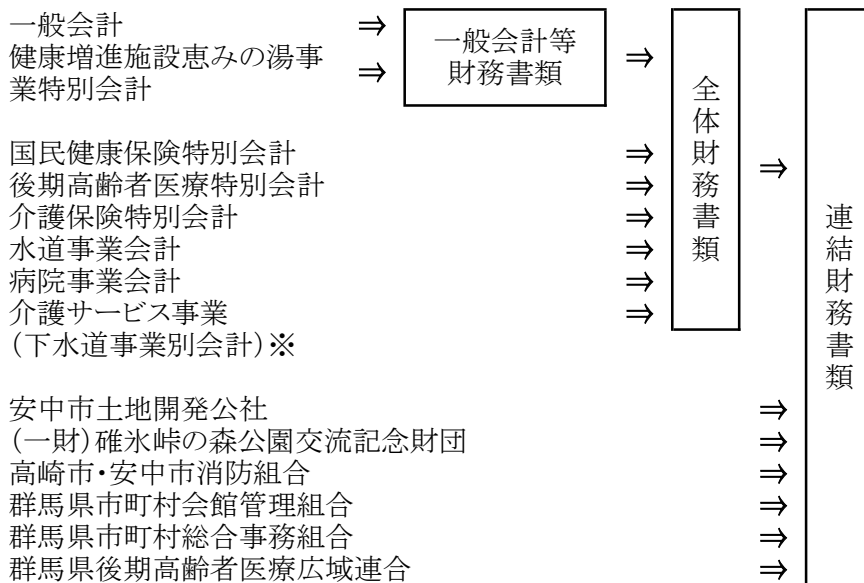 一般会計 ⇒
健康増進施設恵みの湯事
業特別会計 ⇒
一般会計等
財務書類 ⇒
国民健康保険特別会計 ⇒
後期高齢者医療特別会計 ⇒
介護保険特別会計 ⇒
水道事業会計 ⇒
病院事業会計 ⇒
介護サービス事業 ⇒
(下水道事業別会計)※
全体財務書類 ⇒
安中市土地開発公社 ⇒
(一財)碓氷峠の森公園交流記念財団 ⇒
高崎市・安中市消防組合 ⇒
群馬県市町村会館管理組合 ⇒
群馬県市町村総合事務組合 ⇒
群馬県後期高齢者医療広域連合 ⇒
連結財務書類